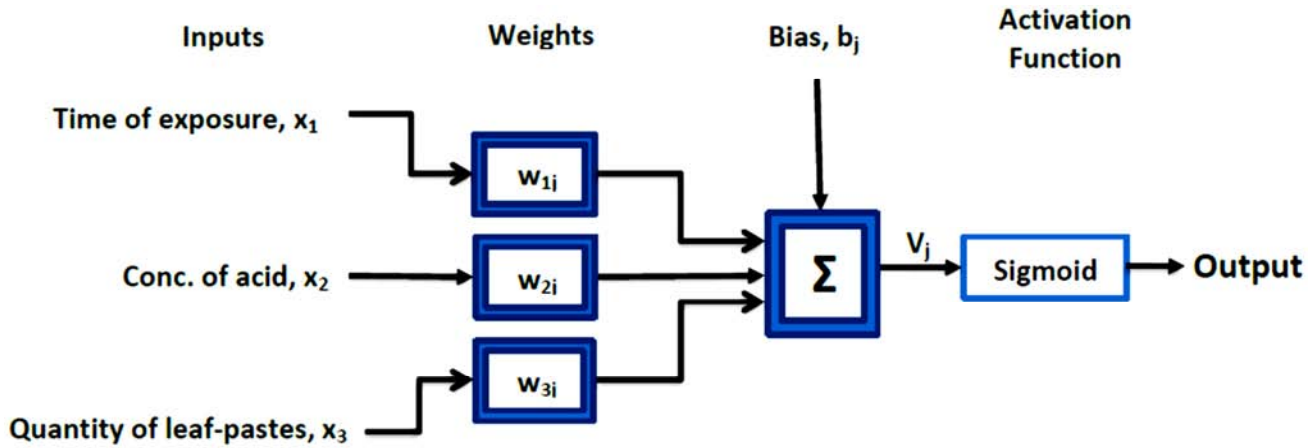 Inputs
Weights
Bias, bj
Activation
Function
Time of exposure, x1
w1j
Conc. of acid, x2
w2j
Σ
Vj
Sigmoid
Output
w3j
Quantity of leaf-pastes, x3